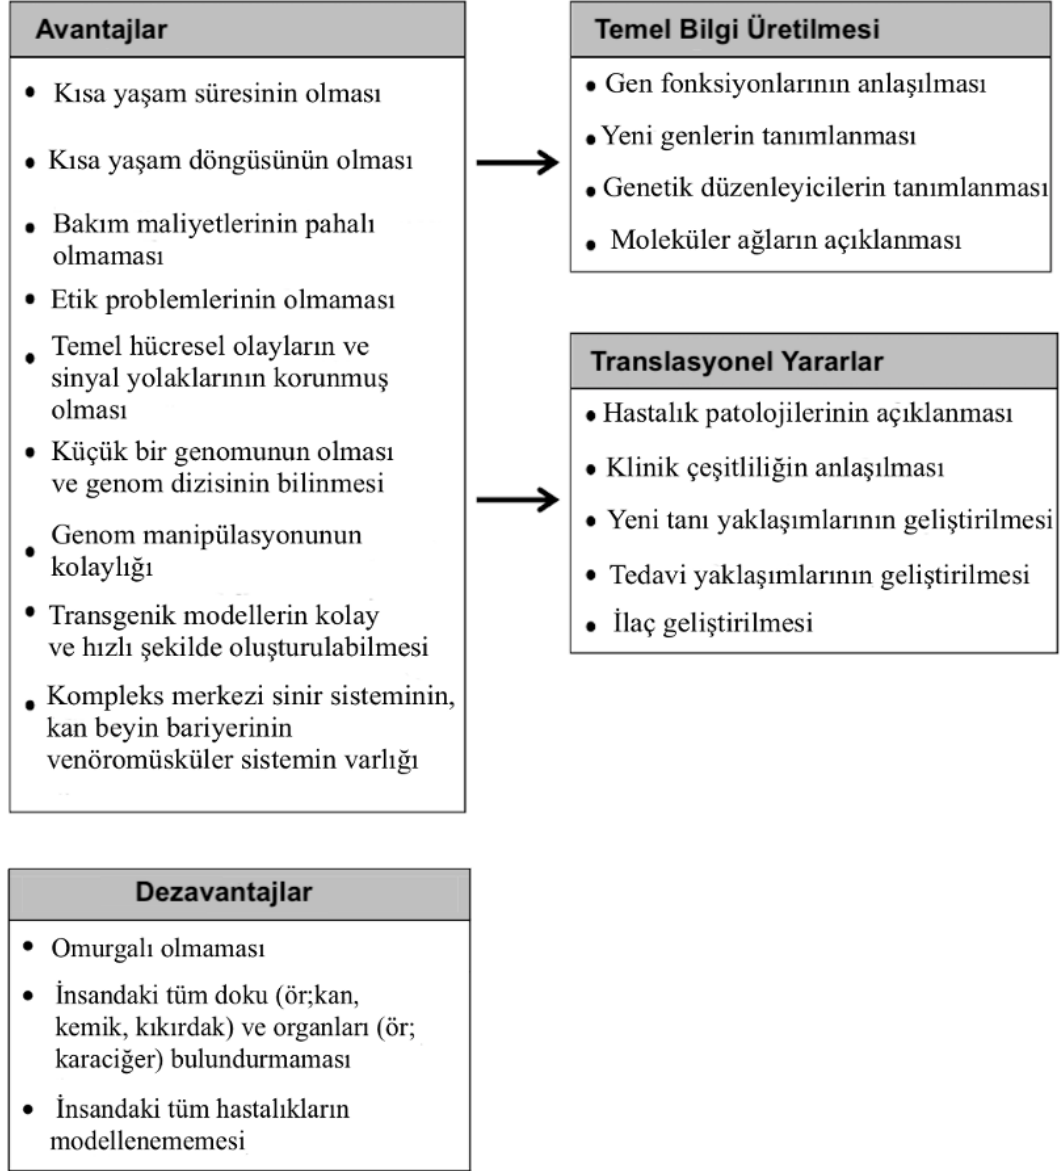 Avantajlar
• Kısa yaşam süresinin olması
• Kısa yaşam döngüsünün olması
• Bakım maliyetlerinin pahalı
olmaması
• Etik problemlerinin olmaması
• Temel hücresel olayların ve
sinyal yolaklarının korunmuş
olması
• Küçük bir genomunun olması
ve genom dizisinin bilinmesi
• Genom manipülasyonunun
kolaylığı
• Transgenik modellerin kolay
ve hızlı şekilde oluşturulabilmesi
• Kompleks merkezi sinir sisteminin,
kan beyin bariyerinin
venöromüsküler sistemin varlığı
Temel Bilgi Üretilmesi
• Gen fonksiyonlarının anlaşılması
• Yeni genlerin tanımlanması
• Genetik düzenleyicilerin tanımlanması
• Moleküler ağların açıklanması
Translasyonel Yararlar
• Hastalık patolojilerinin açıklanması
• Klinik çeşitliliğin anlaşılması
• Yeni tanı yaklaşımlarının geliştirilmesi
• Tedavi yaklaşımlarının geliştirilmesi
• İlaç geliştirilmesi
Dezavantajlar
• Omurgalı olmaması
• İnsandaki tüm doku (ör;kan,
kemik, kıkırdak) ve organları (ör;
karaciğer) bulundurmaması
• İnsandaki tüm hastalıkların
modellenememesi